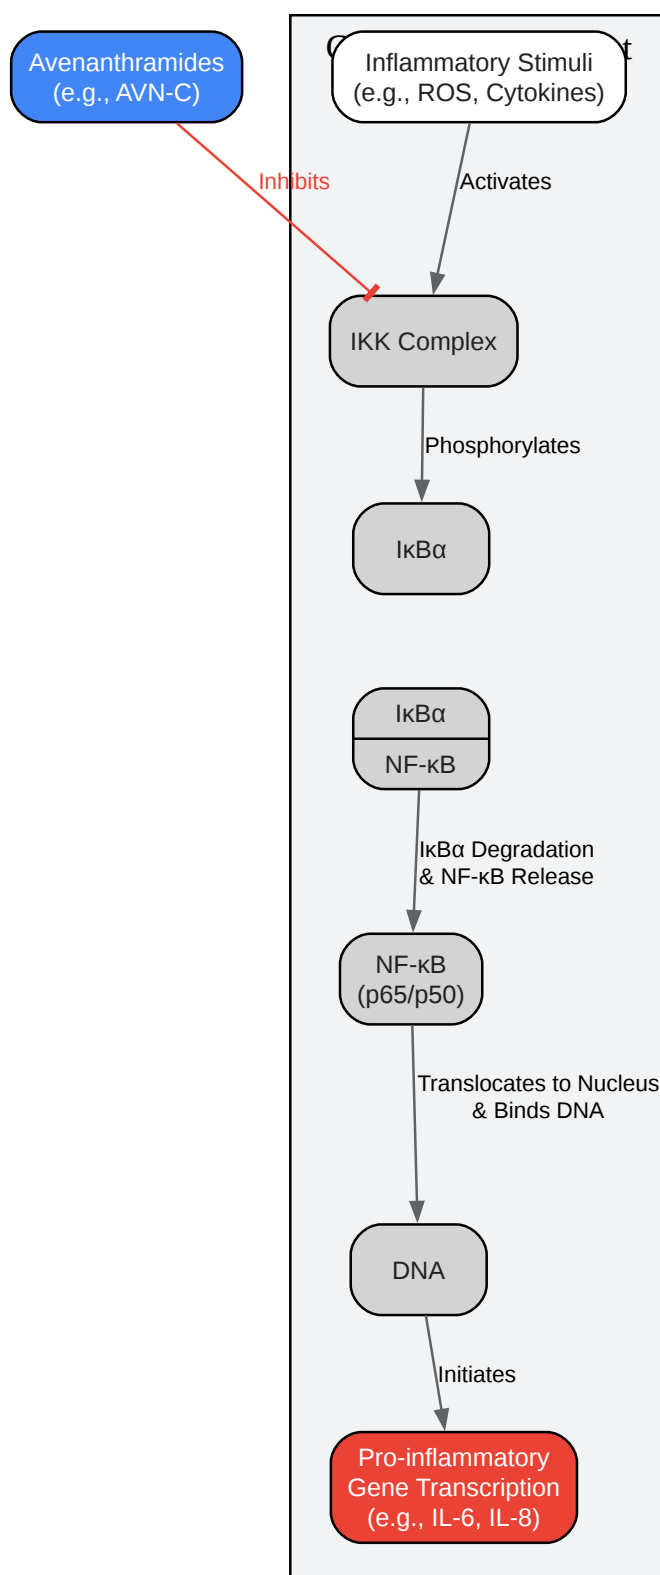 Avenanthramides
(e.g., AVN-C)
Inflammatory Stimuli
(e.g., ROS, Cytokines)
Inhibits
Activates
IKK Complex
Phosphorylates
IκBα
IκBα
NF-κB
IκBα Degradation
& NF-κB Release
NF-κB
(p65/p50)
Translocates to Nucleus
& Binds DNA
DNA
Initiates
Pro-inflammatory
Gene Transcription
(e.g., IL-6, IL-8)